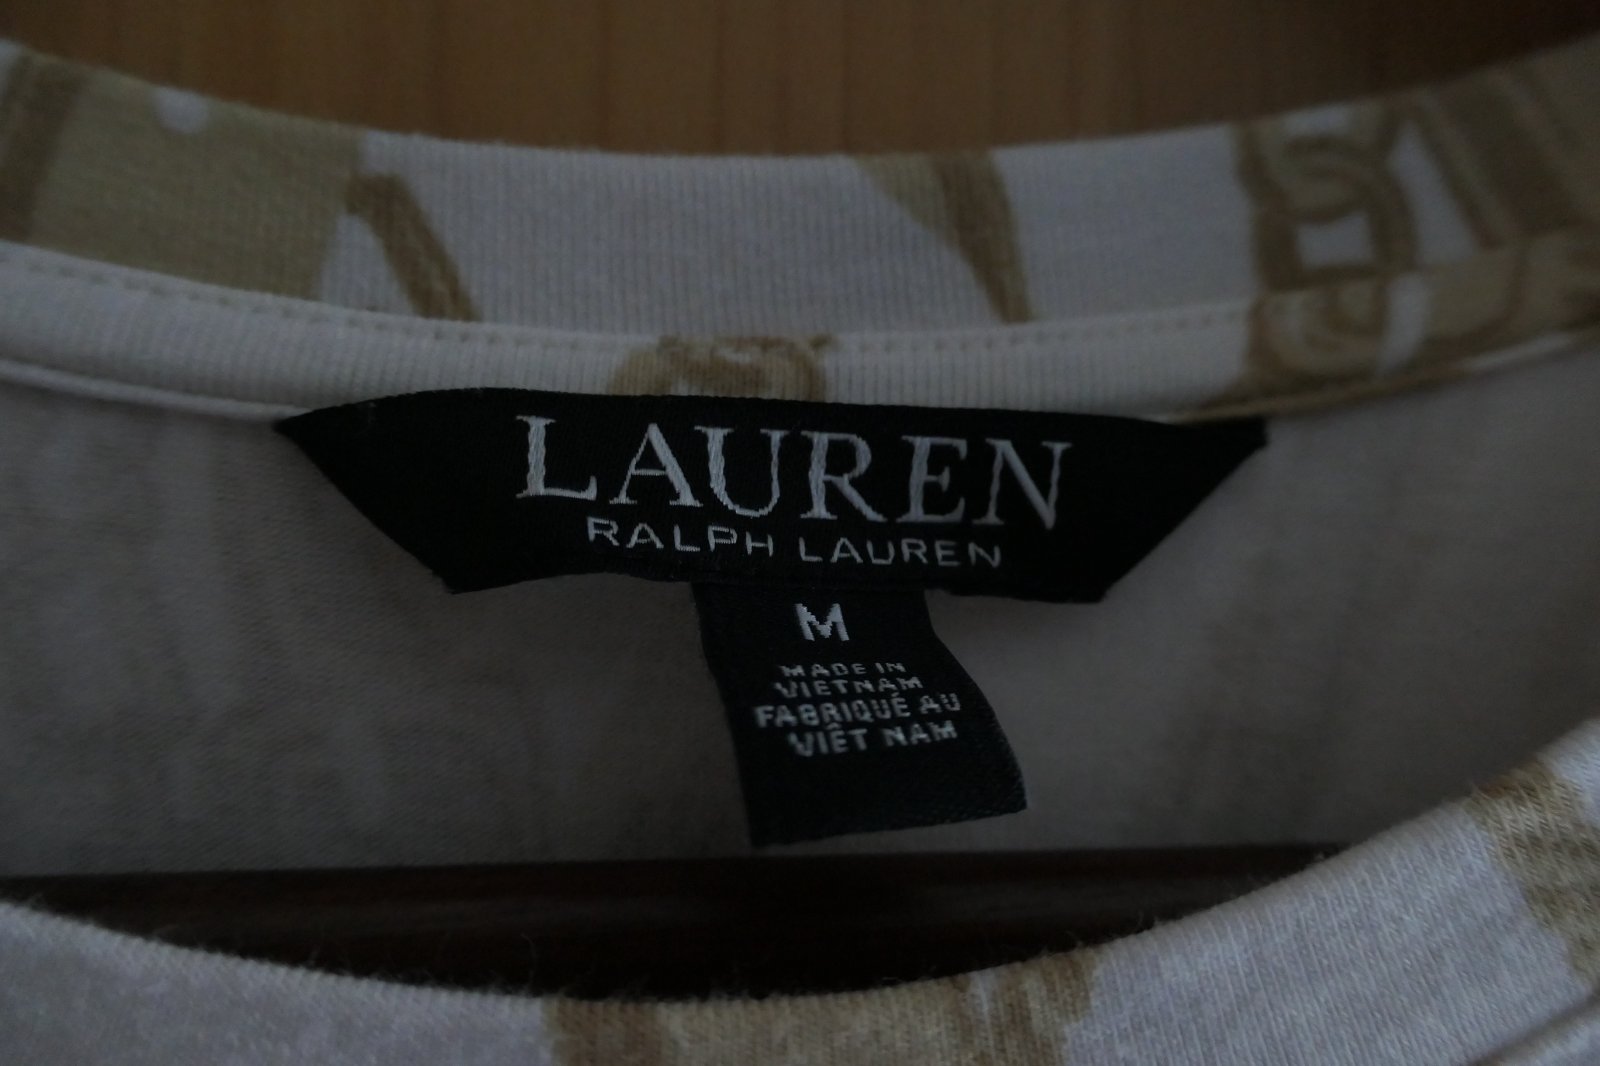 LAUREN
RALPH LAUREN
M
MADE IN
VIETNAM
FABRIQUÉ AU
VIÊT NAM